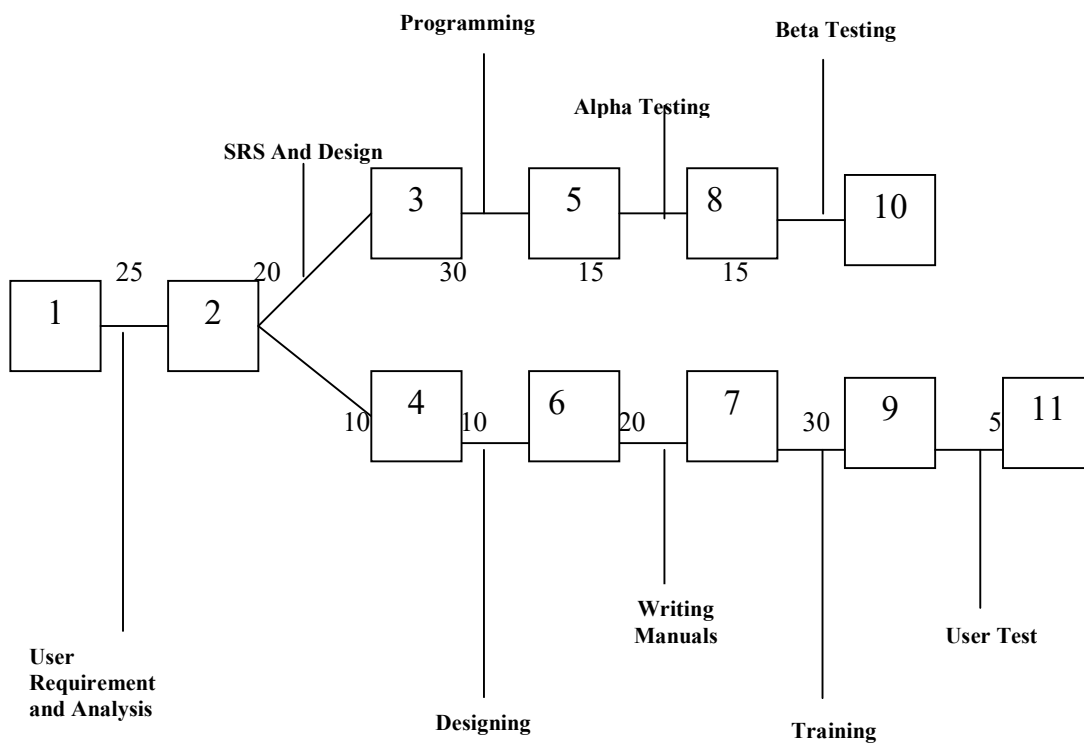 Programming
Beta Testing
Alpha Testing
SRS And Design
3
5
8
10
25
20
30
15
15
1
2
4
6
7
9
11
10
10
20
30
5
Writing
Manuals
User Test
User
Requirement
and Analysis
Designing
Training